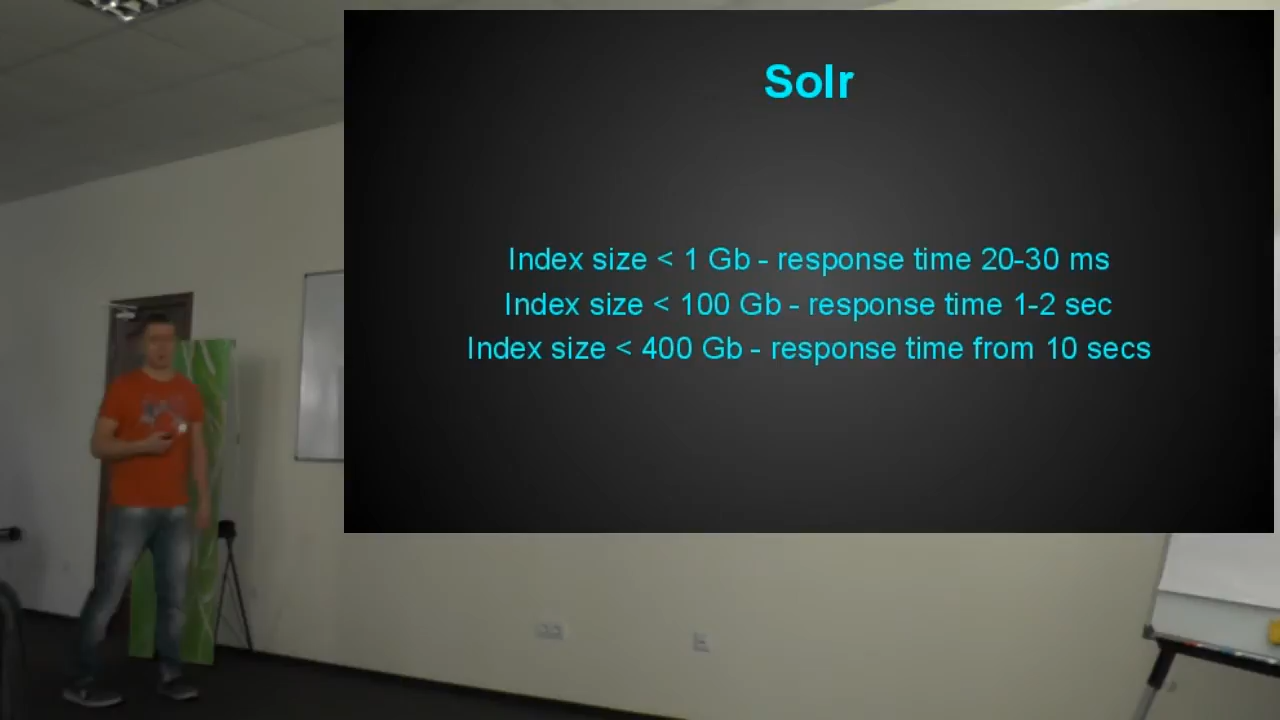 Solr
Index size < 1 Gb - response time 20-30 ms
Index size < 100 Gb - response time 1-2 sec
Index size < 400 Gb - response time from 10 secs